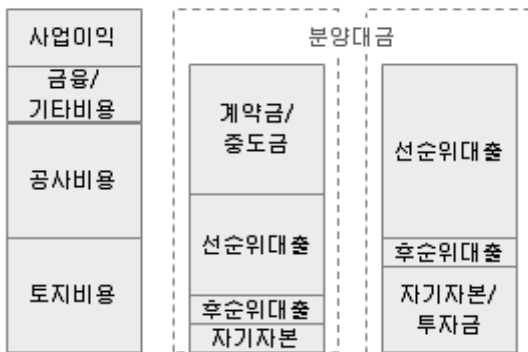 사업이익
금융/
기타비용
공사비용
토지비용
분양대금
계약금/
중도금
선순위대출
후순위대출
자기자본
선순위대출
후순위대출
자기자본/
투자금